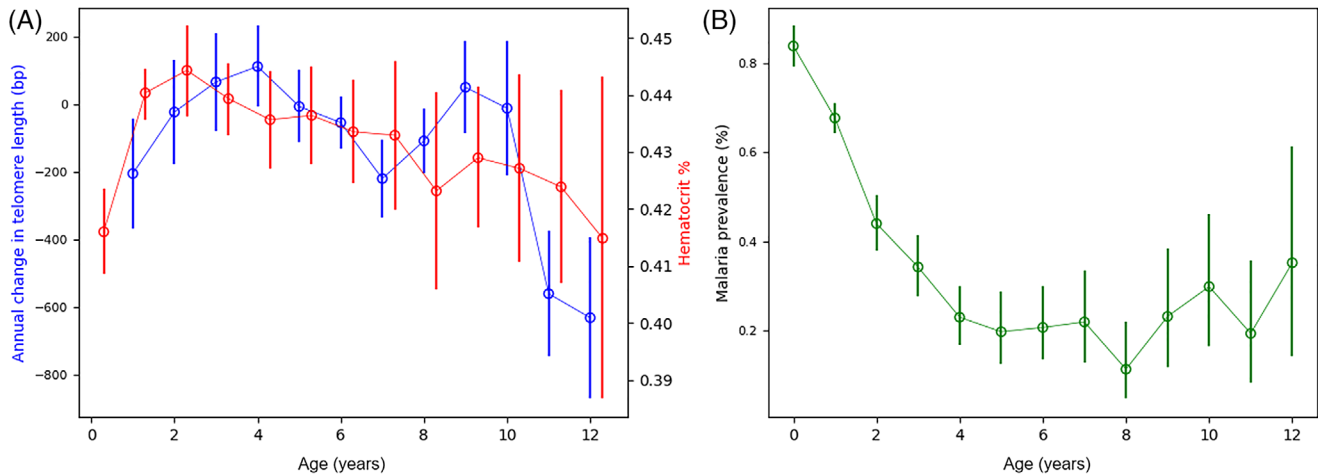 (A)
Annual change in telomere length (bp)
200
0
−200
−400
−600
−800
0.45
0.44
0.43
0.42
0.41
0.40
0.39
Hematocrit %
0 2 4 6 8 10 12
Age (years)
(B)
Malaria prevalence (%)
0.8
0.6
0.4
0.2
0 2 4 6 8 10 12
Age (years)